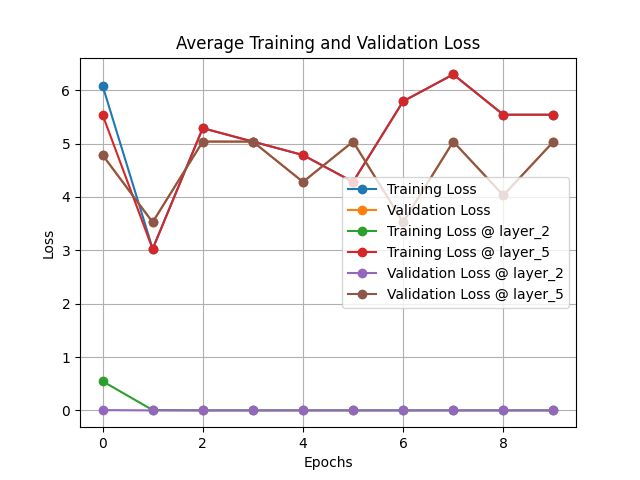 Average Training and Validation Loss
Loss
6
5
4
3
2
1
0
Training Loss
Validation Loss
Training Loss @ layer_2
Training Loss @ layer_5
Validation Loss @ layer_2
Validation Loss @ layer_5
0 2 4 6 8
Epochs